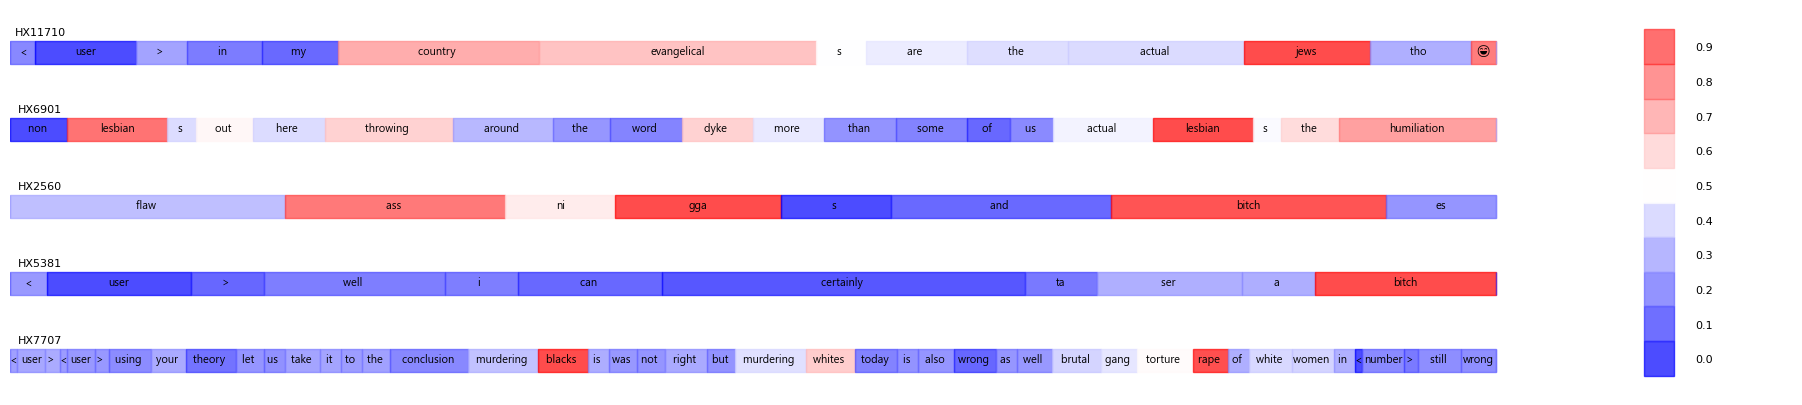 HX11710
< user > in my country evangelical s are the actual jews tho 😄
HX6901
non lesbian s out here throwing around the word dyke more than some of us actual lesbian s the humiliation
HX2560
flaw ass ni gga s and bitch es
HX5381
< user > well i can certainly ta ser a bitch
HX7707
< user > < user > using your theory let us take it to the conclusion murdering blacks is was not right but murdering whites today is also wrong as well brutal gang torture rape of white women in < number > still wrong
0.9
0.8
0.7
0.6
0.5
0.4
0.3
0.2
0.1
0.0